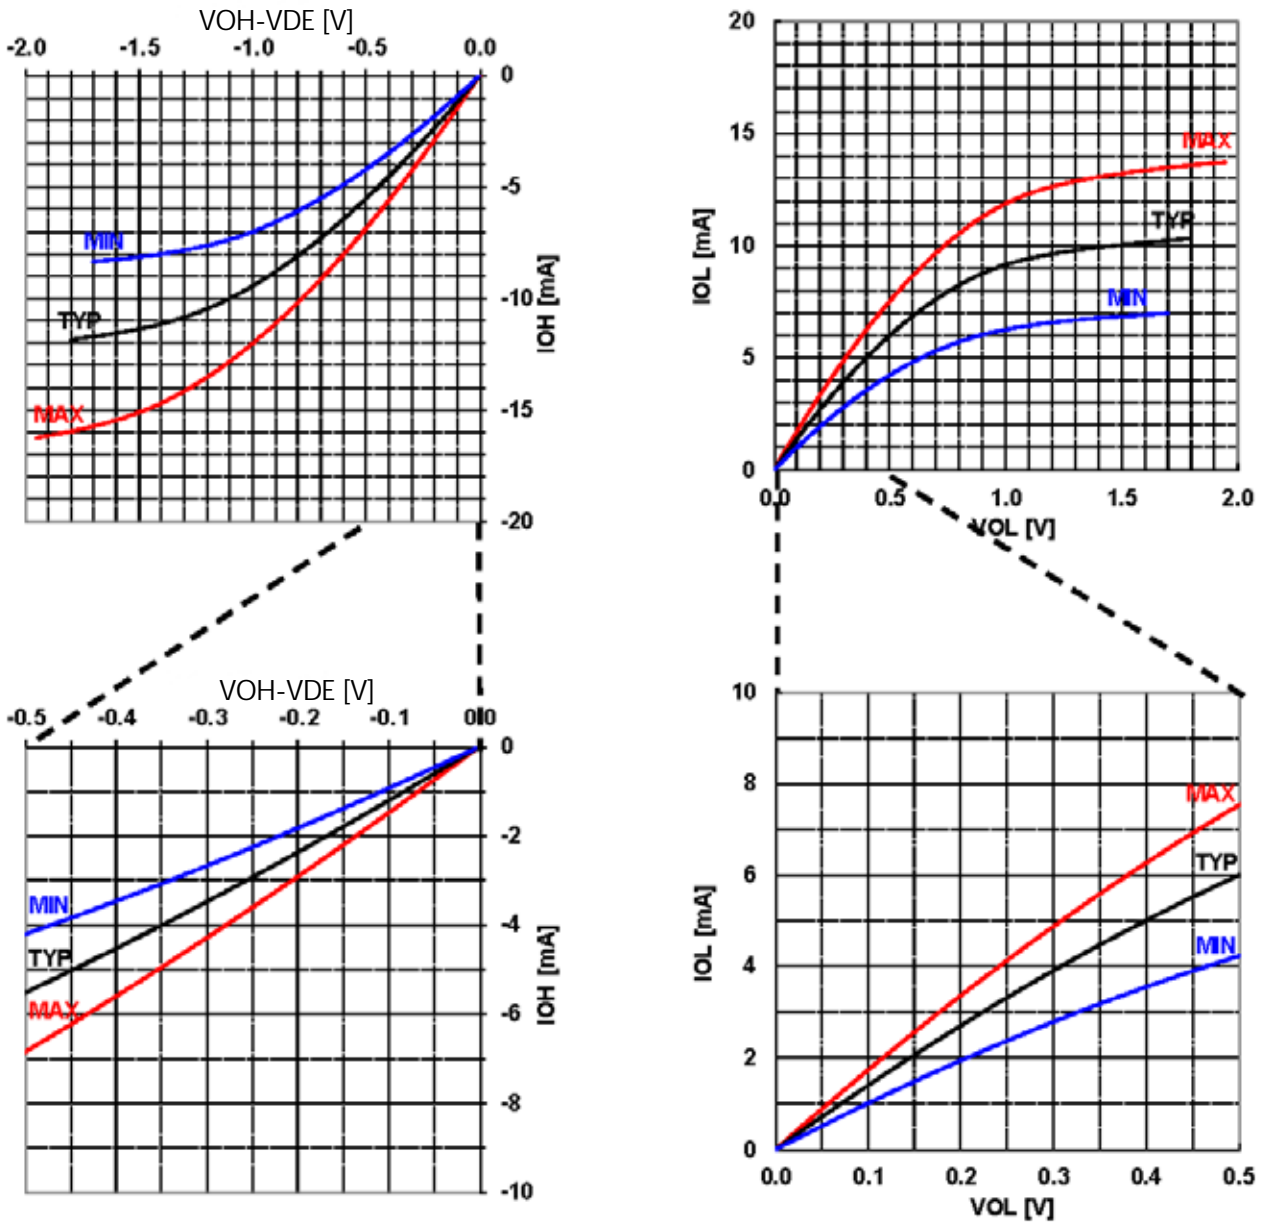 VOH-VDE [V]
-2.0 -1.5 -1.0 -0.5 0.0
0
-5
-10
-15
-20
IOH [mA]
MIN
TYP
MAX
20
15
10
5
0
IOL [mA]
MAX
TYP
MIN
0.0 0.5 1.0 1.5 2.0
VOL [V]
VOH-VDE [V]
-0.5 -0.4 -0.3 -0.2 -0.1 0.0
0
-2
-4
-6
-8
-10
IOH [mA]
MIN
TYP
MAX
10
8
6
4
2
0
IOL [mA]
MAX
TYP
MIN
0.0 0.1 0.2 0.3 0.4 0.5
VOL [V]